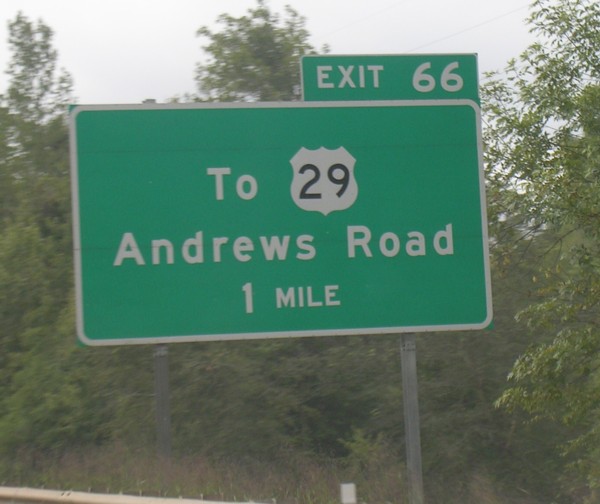 EXIT 66
To 29
Andrews Road
1 MILE